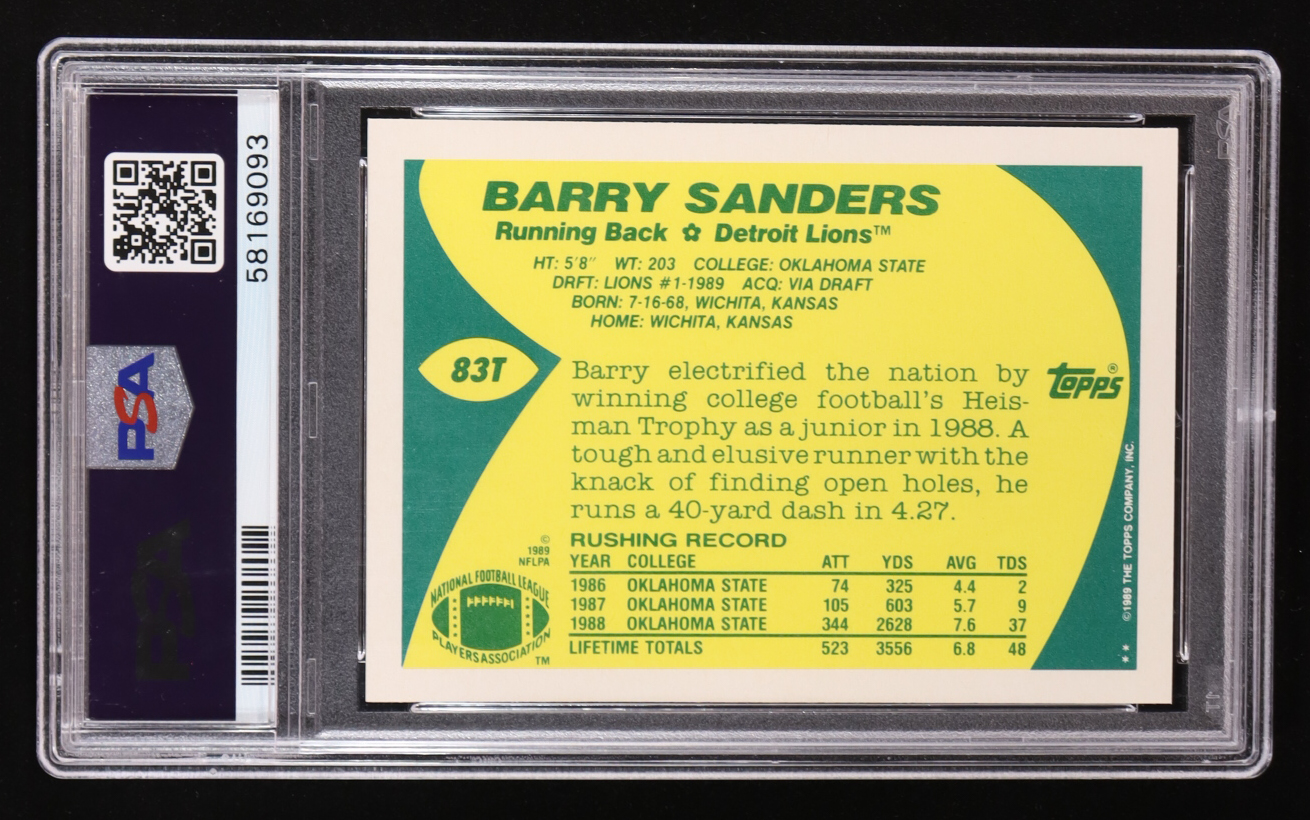 58169093
PSA
PSA
BARRY SANDERS
Running Back ✿ Detroit Lions™
HT: 5'8" WT: 203 COLLEGE: OKLAHOMA STATE
DRFT: LIONS #1-1989 ACQ: VIA DRAFT
BORN: 7-16-68, WICHITA, KANSAS
HOME: WICHITA, KANSAS
83T
Barry electrified the nation by
winning college football's Heis-
man Trophy as a junior in 1988. A
tough and elusive runner with the
knack of finding open holes, he
runs a 40-yard dash in 4.27.
topps®
RUSHING RECORD
YEAR COLLEGE ATT YDS AVG TDS
1986 OKLAHOMA STATE 74 325 4.4 2
1987 OKLAHOMA STATE 105 603 5.7 9
1988 OKLAHOMA STATE 344 2628 7.6 37
LIFETIME TOTALS 523 3556 6.8 48
©
1989
NFLPA
NATIONAL FOOTBALL LEAGUE
PLAYERS ASSOCIATION
TM
** ©1989 THE TOPPS COMPANY, INC.
PSA